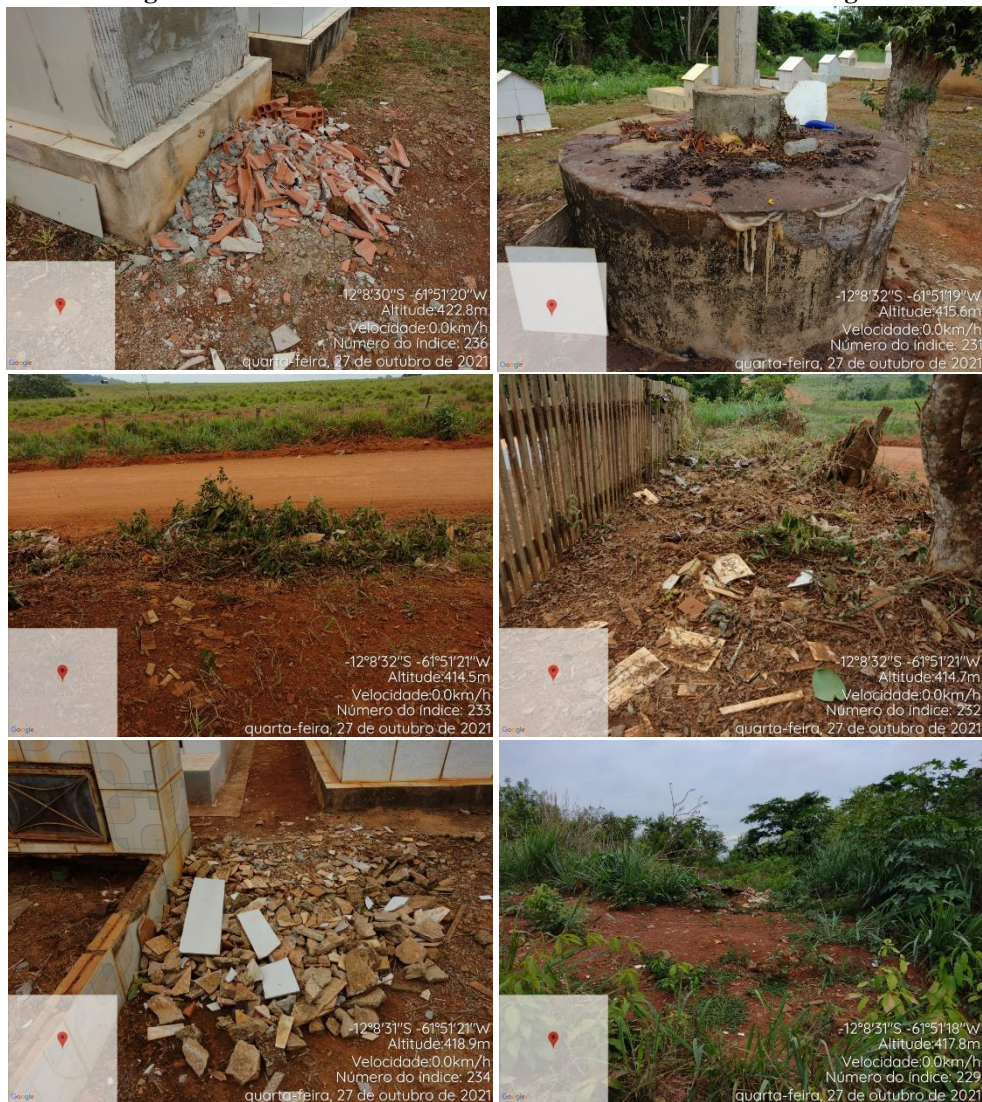 -12°8'30"S -61°51'20"W
Altitude:422.8m
Velocidade:0.0km/h
Número do índice: 236
quarta-feira, 27 de outubro de 2021
Google
-12°8'32"S -61°51'19"W
Altitude:415.6m
Velocidade:0.0km/h
Número do índice: 231
quarta-feira, 27 de outubro de 2021
Google
-12°8'32"S -61°51'21"W
Altitude:414.5m
Velocidade:0.0km/h
Número do índice: 233
quarta-feira, 27 de outubro de 2021
Google
-12°8'32"S -61°51'21"W
Altitude:414.7m
Velocidade:0.0km/h
Número do índice: 232
quarta-feira, 27 de outubro de 2021
Google
-12°8'31"S -61°51'21"W
Altitude:418.9m
Velocidade:0.0km/h
Número do índice: 234
quarta-feira, 27 de outubro de 2021
Google
-12°8'31"S -61°51'18"W
Altitude:417.8m
Velocidade:0.0km/h
Número do índice: 229
quarta-feira, 27 de outubro de 2021
Google